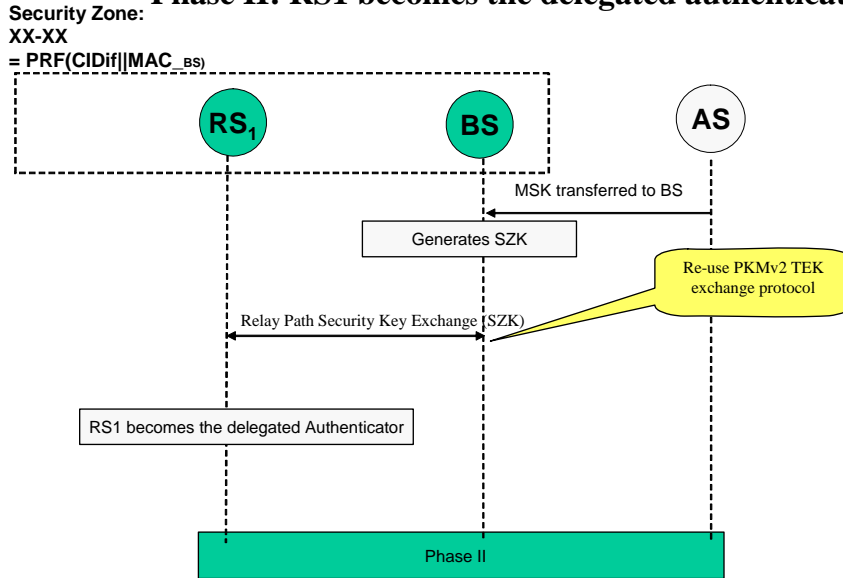 Phase II: RS1 becomes the delegated
Security Zone:
XX-XX
= PRF(CIDif||MAC_BS)
RS1
BS
AS
MSK transferred to BS
Generates SZK
Re-use PKMv2 TEK
exchange protocol
Relay Path Security Key Exchange (SZK)
RS1 becomes the delegated Authenticator
Phase II